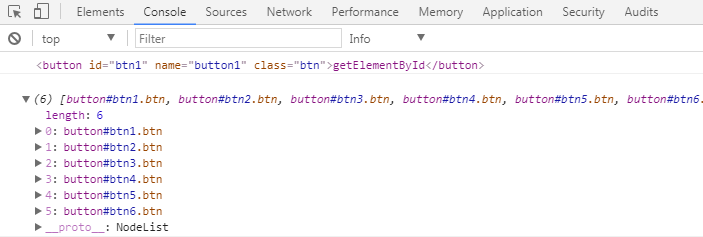 Elements Console Sources Network Performance Memory Application Security Audits
top Filter Info
<button id="btn1" name="button1" class="btn">getElementById</button>
(6) [button#btn1.btn, button#btn2.btn, button#btn3.btn, button#btn4.btn, button#btn5.btn, button#btn6.
length: 6
0: button#btn1.btn
1: button#btn2.btn
2: button#btn3.btn
3: button#btn4.btn
4: button#btn5.btn
5: button#btn6.btn
__proto__: NodeList